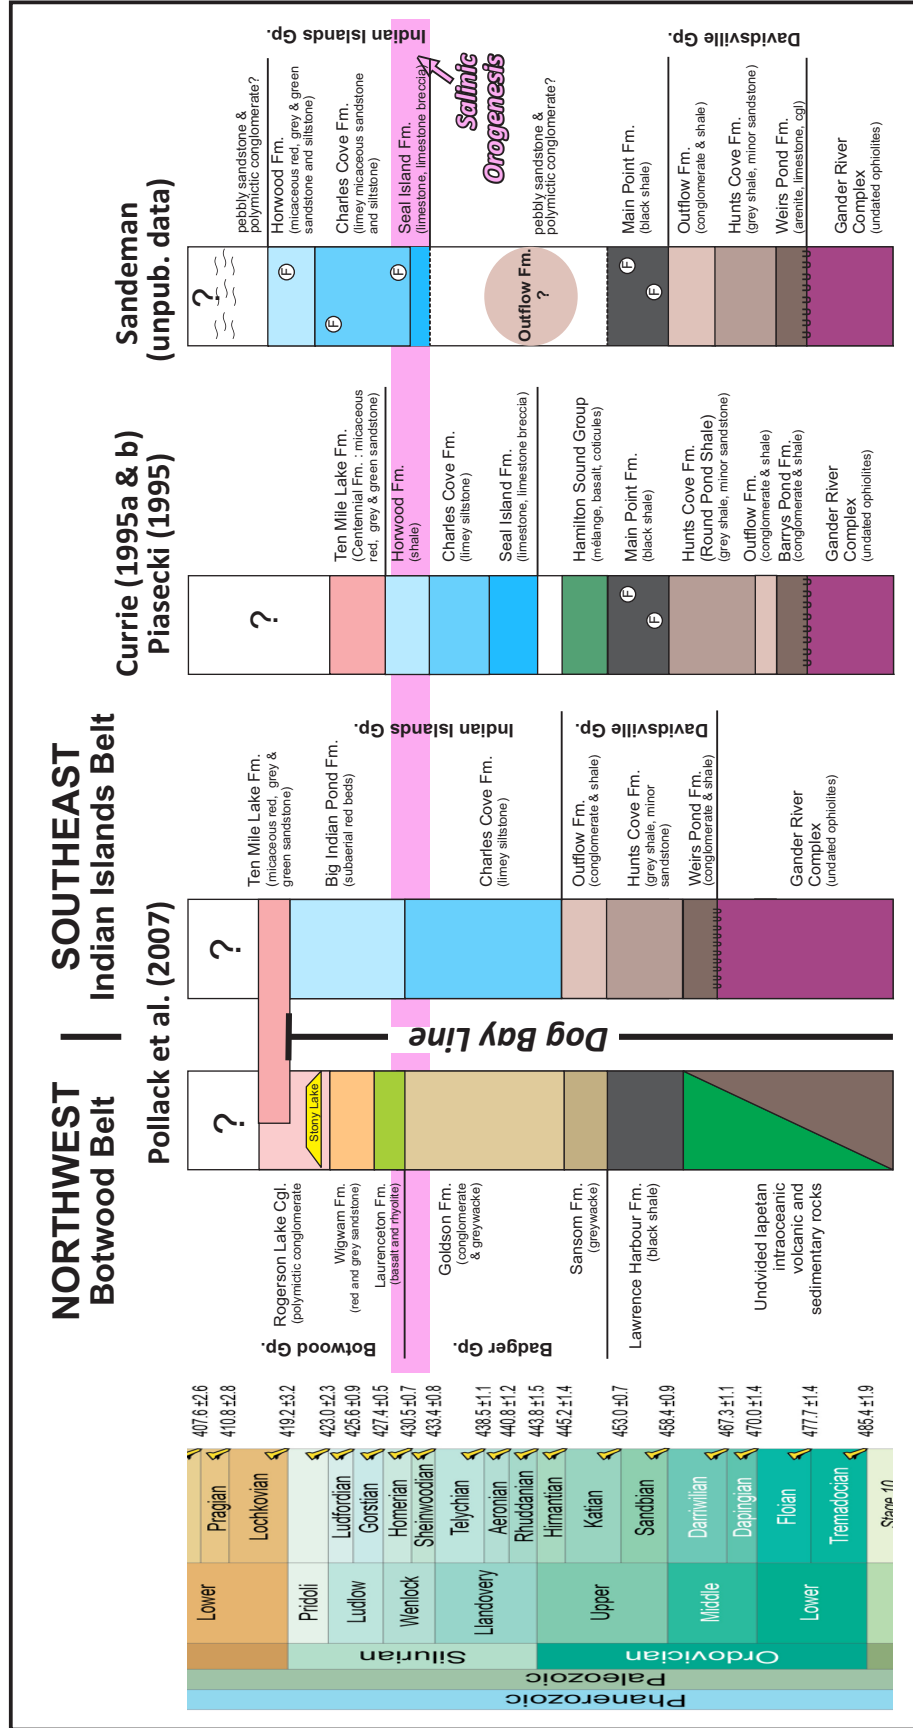 NORTHWEST
Botwood Belt
SOUTHEAST
Indian Islands Belt
Pollack et al. (2007)
Currie (1995a & b)
Piasecki (1995)
Sandeman
(unpub. data)
Phanerozoic
Paleozoic
Silurian
Ordovician
Lower
Pridoli
Ludlow
Wenlock
Llandovery
Upper
Middle
Lower
Pragian
Lochkovian
Ludfordian
Gorstian
Homerian
Sheinwoodian
Telychian
Aeronian
Rhuddanian
Hirnantian
Katian
Sandbian
Darriwilian
Dapingian
Floian
Tremadocian
Stage 10
407.6 ±2.6
410.8 ±2.8
419.2 ±3.2
423.0 ±2.3
425.6 ±0.9
427.4 ±0.5
430.5 ±0.7
433.4 ±0.8
438.5 ±1.1
440.8 ±1.2
443.8 ±1.5
445.2 ±1.4
453.0 ±0.7
458.4 ±0.9
467.3 ±1.1
470.0 ±1.4
477.7 ±1.4
485.4 ±1.9
Botwood Gp.
Badger Gp.
Rogerson Lake Cgl.
(polymictic conglomerate
Wigwam Fm.
(red and grey sandstone)
Laurenceton Fm.
(basalt and rhyolite)
Goldson Fm.
(conglomerate
& greywacke)
Sansom Fm.
(greywacke)
Lawrence Harbour Fm.
(black shale)
Undvided Iapetan
intraoceanic
volcanic and
sedimentary rocks
?
Stony Lake
Dog Bay Line
?
Ten Mile Lake Fm.
(micaceous red, grey &
green sandstone)
Big Indian Pond Fm.
(subaerial red beds)
Charles Cove Fm.
(limey siltstone)
Outflow Fm.
(conglomerate & shale)
Hunts Cove Fm.
(grey shale, minor
sandstone)
Weirs Pond Fm.
(conglomerate & shale)
Gander River
Complex
(undated ophiolites)
Indian Islands Gp.
Davidsville Gp.
?
F
F
Ten Mile Lake Fm.
(Centennial Fm. : micaceous
red, grey & green sandstone)
Horwood Fm.
(shale)
Charles Cove Fm.
(limey siltstone)
Seal Island Fm.
(limestone, limestone breccia)
Hamilton Sound Group
(mélange, basalt, coticules)
Main Point Fm.
(black shale)
Hunts Cove Fm.
(Round Pond Shale)
(grey shale, minor sandstone)
Outflow Fm.
(conglomerate & shale)
Barrys Pond Fm.
(conglomerate & shale)
Gander River
Complex
(undated ophiolites)
?
F
F
F
Outflow Fm.
?
F
F
pebbly sandstone &
polymictic conglomerate?
Horwood Fm.
(micaceous red, grey & green
sandstone and siltstone)
Charles Cove Fm.
(limey micaceous sandstone
and siltstone)
Seal Island Fm.
(limestone, limestone breccia)
pebbly sandstone &
polymictic conglomerate?
Main Point Fm.
(black shale)
Outflow Fm.
(conglomerate & shale)
Hunts Cove Fm.
(grey shale, minor sandstone)
Weirs Pond Fm.
(arenite, limestone, cgl)
Gander River
Complex
(undated ophiolites)
Indian Islands Gp.
Salinic
Orogenesis
Davidsville Gp.